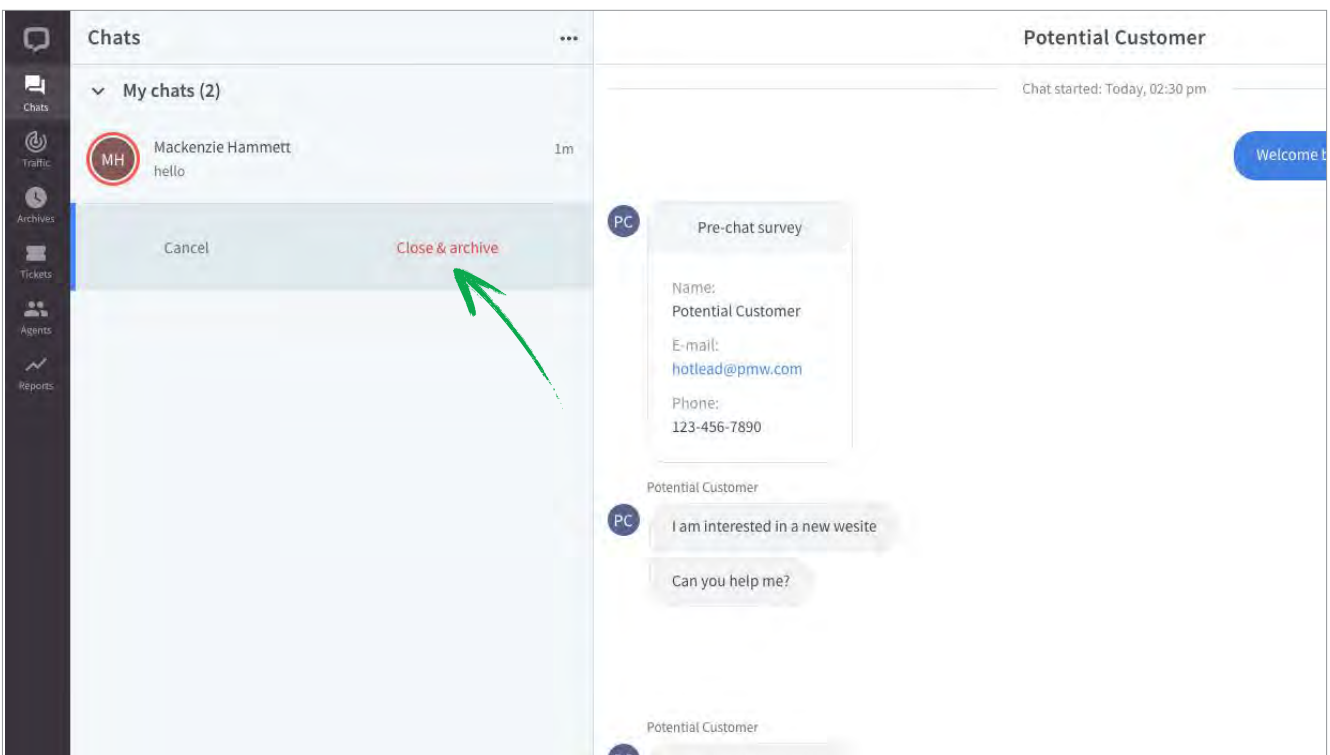 Chats
•••
Potential Customer
Chats
Traffic
Archives
Tickets
Agents
Reports
My chats (2)
MH
Mackenzie Hammett
1m
hello
Cancel
Close & archive
Chat started: Today, 02:30 pm
Welcome
PC
Pre-chat survey
Name:
Potential Customer
E-mail:
hotlead@pmw.com
Phone:
123-456-7890
Potential Customer
PC
I am interested in a new wesite
Can you help me?
Potential Customer